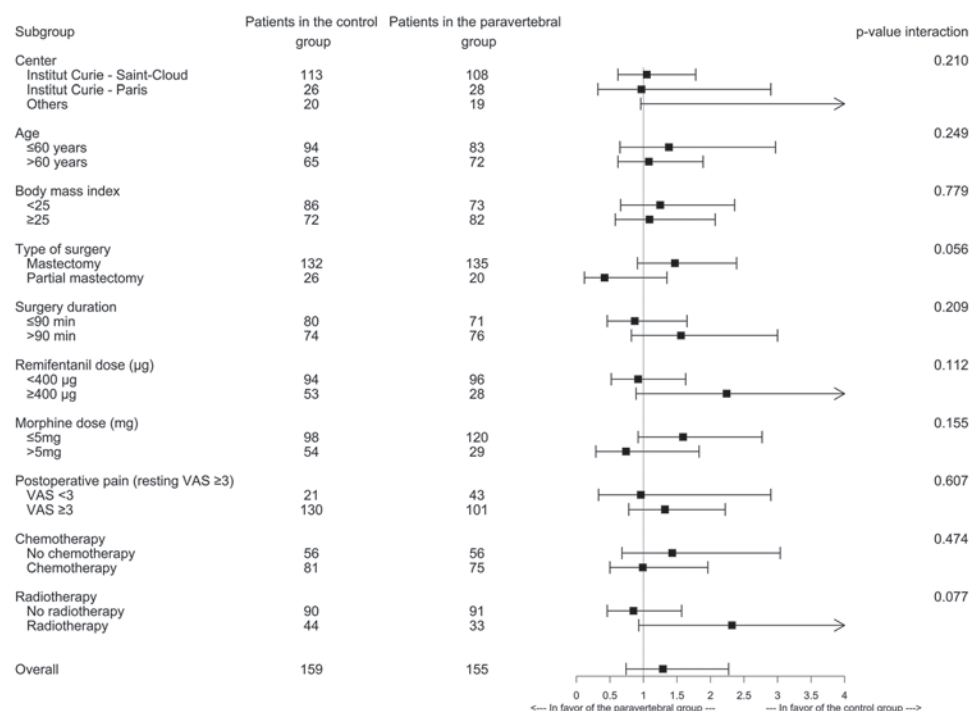 Subgroup Patients in the control group Patients in the paravertebral group p-value interaction
Center 0.210
Institut Curie - Saint-Cloud 113 108
Institut Curie - Paris 26 28
Others 20 19
Age 0.249
≤60 years 94 83
>60 years 65 72
Body mass index 0.779
<25 86 73
≥25 72 82
Type of surgery 0.056
Mastectomy 132 135
Partial mastectomy 26 20
Surgery duration 0.209
≤90 min 80 71
>90 min 74 76
Remifentanil dose (µg) 0.112
<400 µg 94 96
≥400 µg 53 28
Morphine dose (mg) 0.155
≤5mg 98 120
>5mg 54 29
Postoperative pain (resting VAS ≥3) 0.607
VAS <3 21 43
VAS ≥3 130 101
Chemotherapy 0.474
No chemotherapy 56 56
Chemotherapy 81 75
Radiotherapy 0.077
No radiotherapy 90 91
Radiotherapy 44 33
Overall 159 155
0 0.5 1 1.5 2 2.5 3 3.5 4
<--- In favor of the paravertebral group --- --- In favor of the control group --->